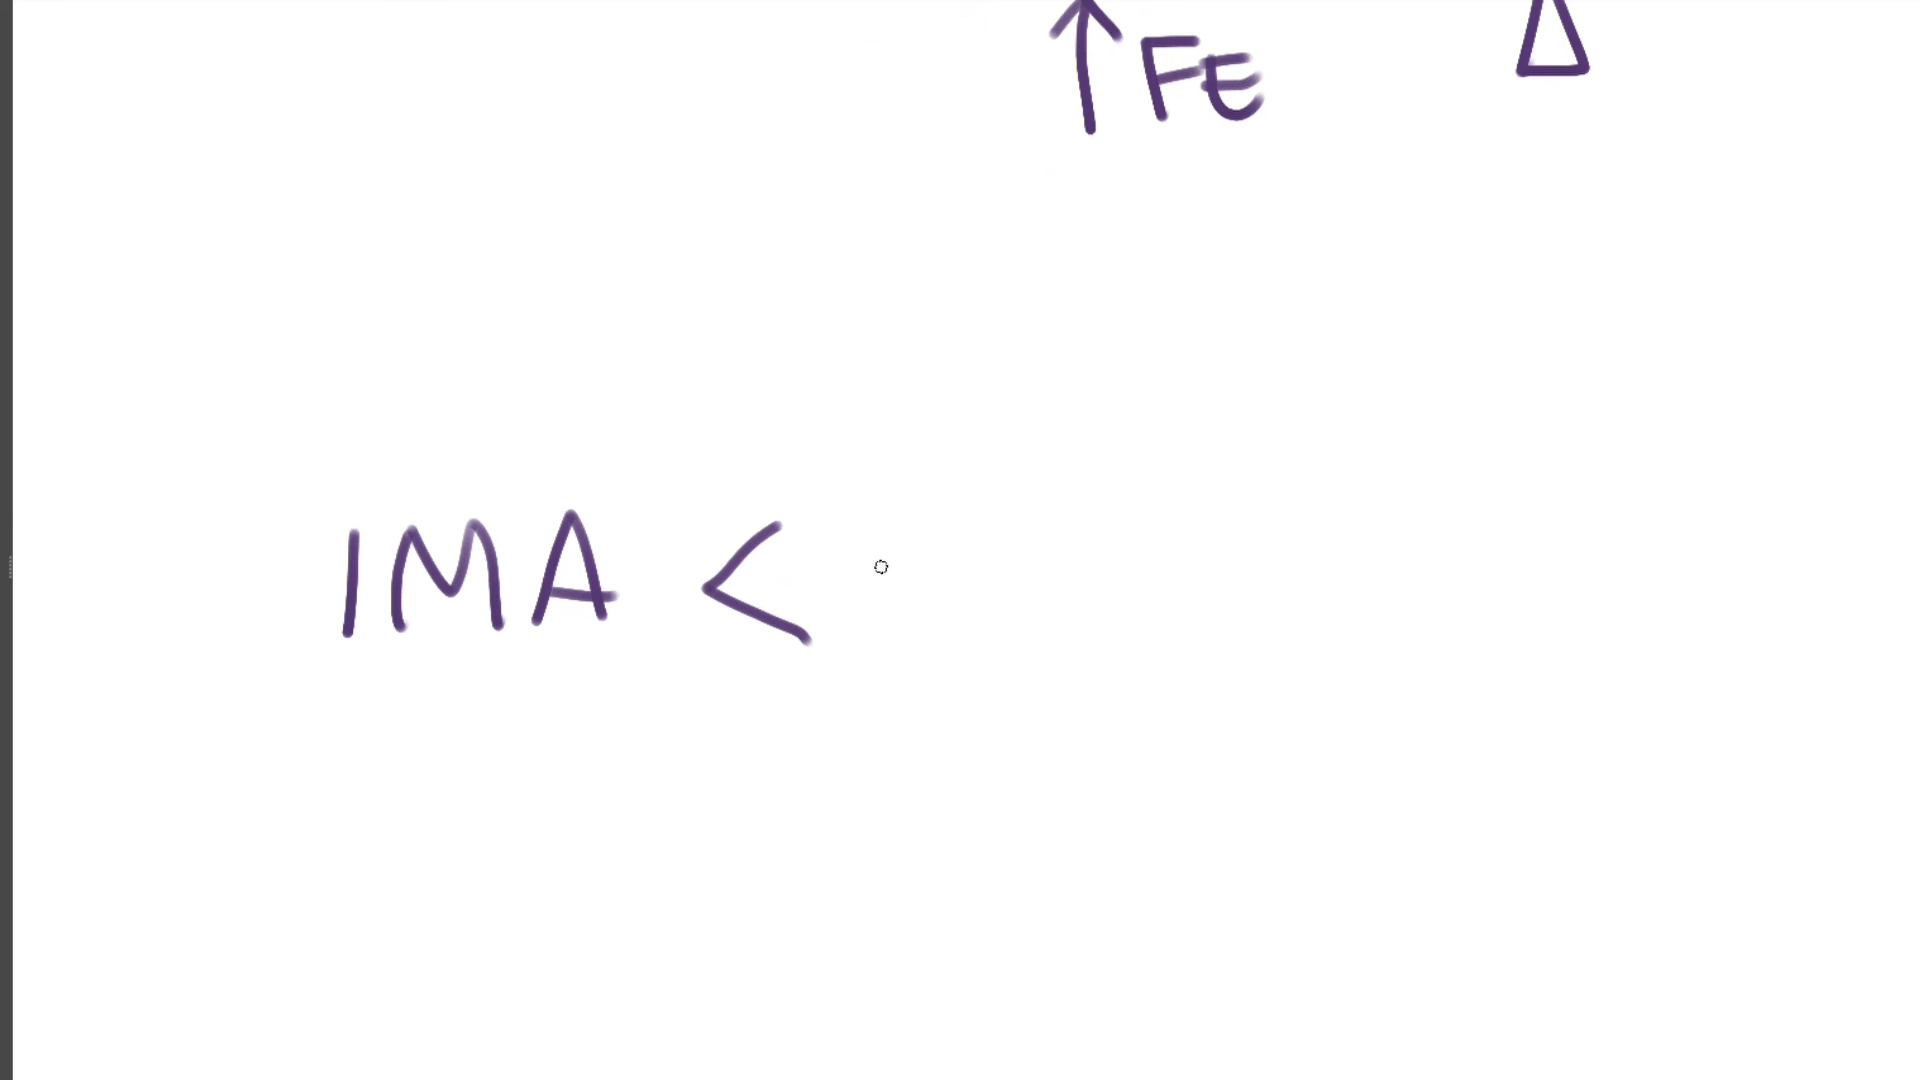 ↑ FE Δ
IMA <